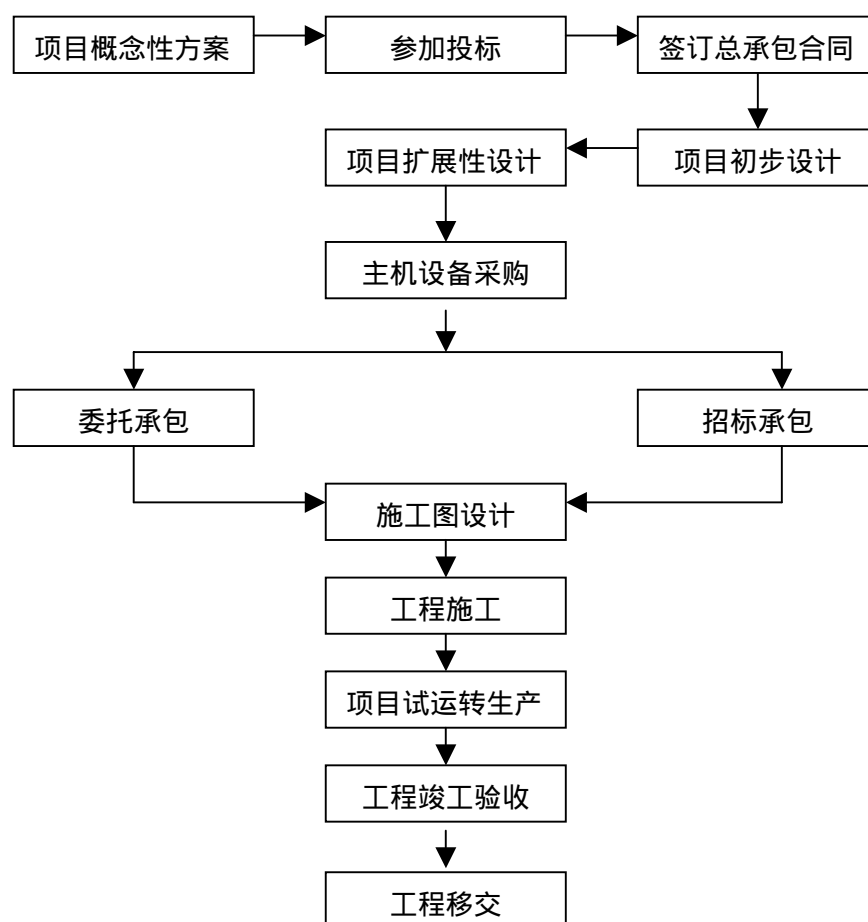 项目概念性方案
参加投标
签订总承包合同
项目扩展性设计
项目初步设计
主机设备采购
委托承包
招标承包
施工图设计
工程施工
项目试运转生产
工程竣工验收
工程移交